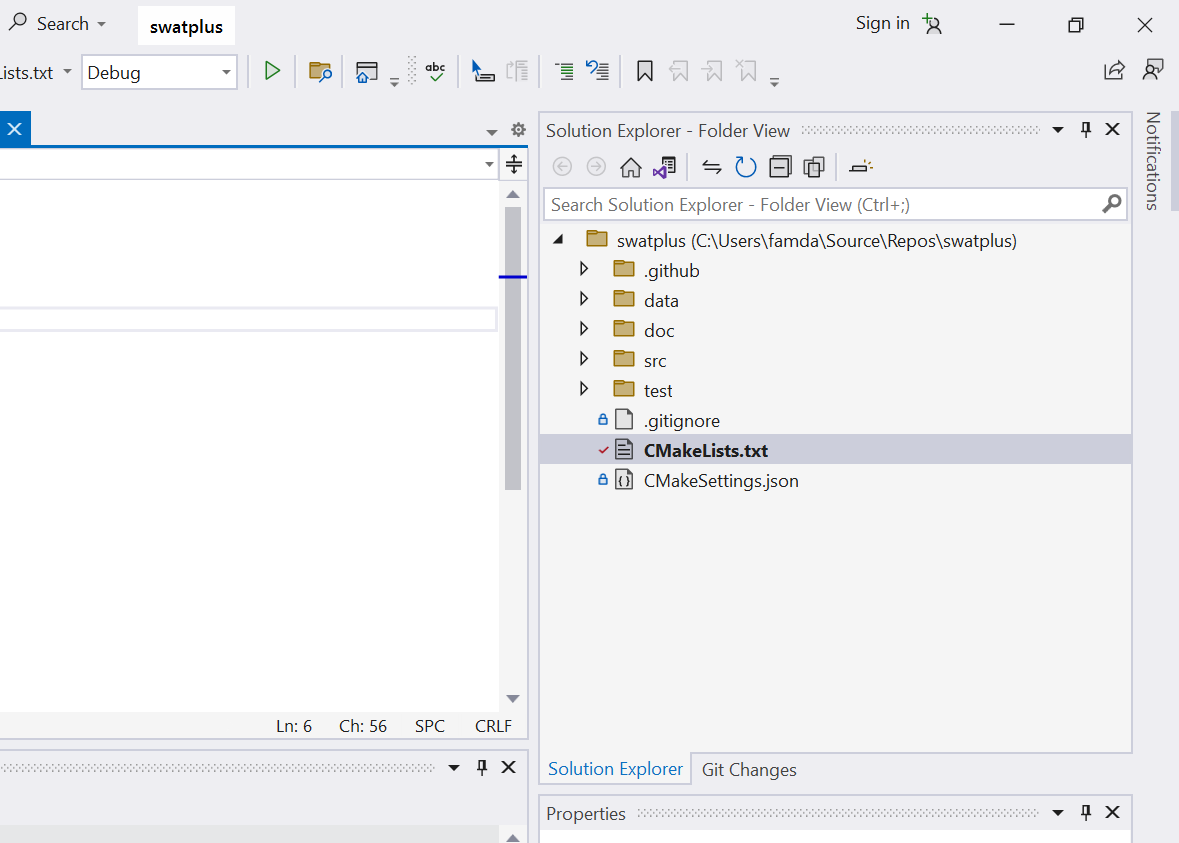 Search
swatplus
Sign in
Lists.txt
Debug
abc
Solution Explorer - Folder View
Notifications
Search Solution Explorer - Folder View (Ctrl+;)
swatplus (C:\Users\famda\Source\Repos\swatplus)
.github
data
doc
src
test
.gitignore
CMakeLists.txt
CMakeSettings.json
Ln: 6 Ch: 56 SPC CRLF
Solution Explorer Git Changes
Properties